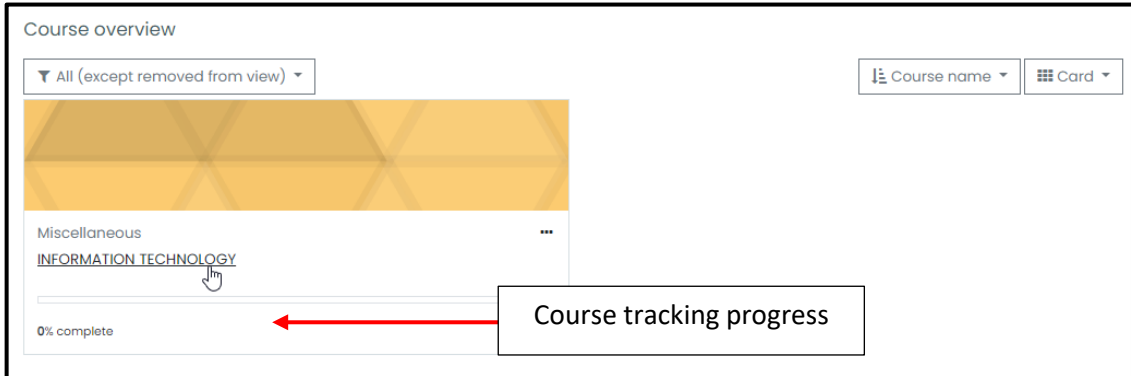 Course overview
All (except removed from view)
Course name
Card
Miscellaneous
INFORMATION TECHNOLOGY
0% complete
Course tracking progress